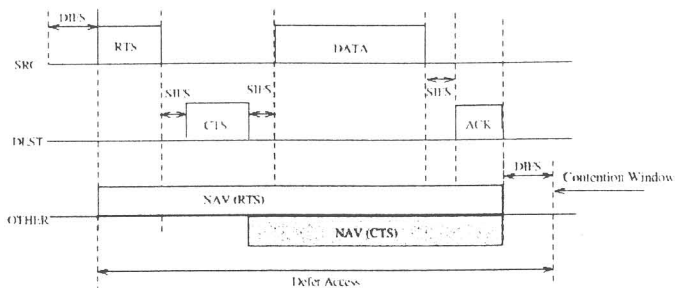 DIFS
RTS
DATA
SRC
SIFS
SIFS
SIFS
CTS
ACK
DEST
DIFS
Contention Window
NAV (RTS)
OTHER
NAV (CTS)
Defer Access